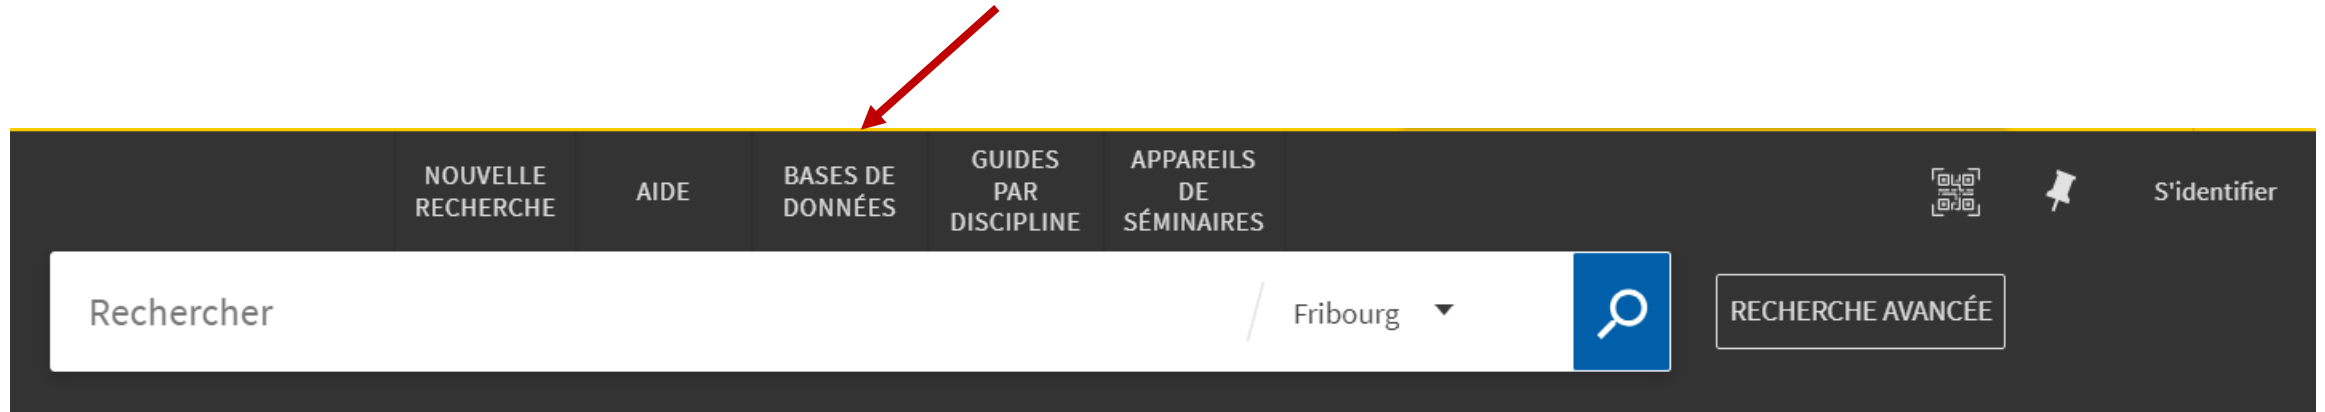 NOUVELLE
RECHERCHE
AIDE
BASES DE
DONNÉES
GUIDES
PAR
DISCIPLINE
APPAREILS
DE
SÉMINAIRES
S'identifier
Rechercher
Fribourg
RECHERCHE AVANCÉE